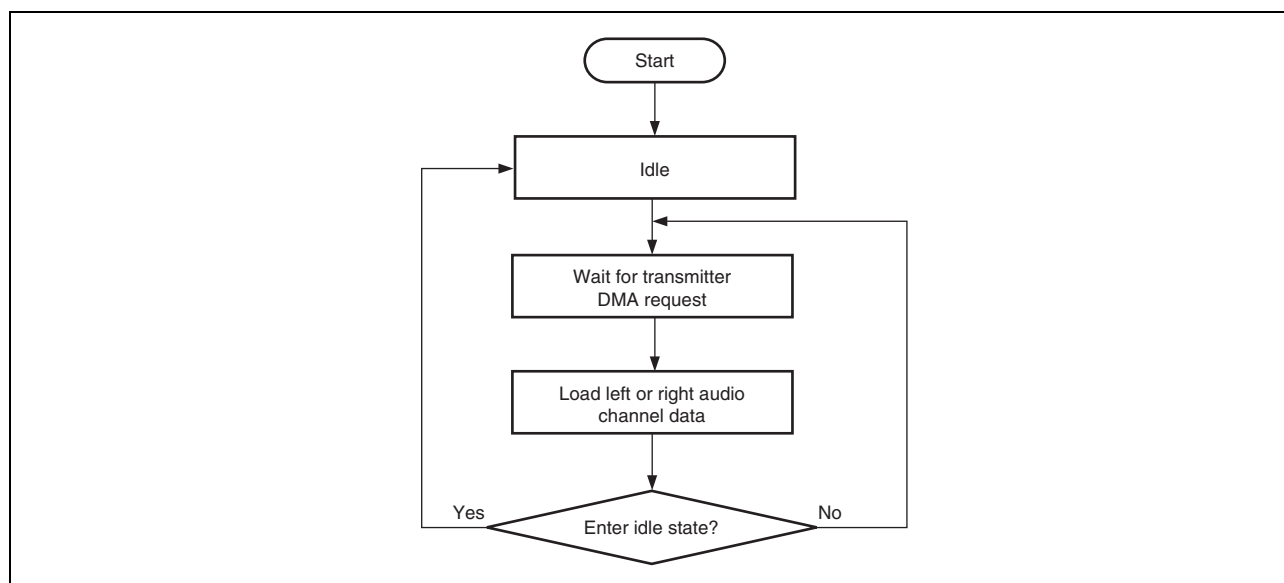 Start
Idle
Wait for transmitter
DMA request
Load left or right audio
channel data
Yes
Enter idle state?
No